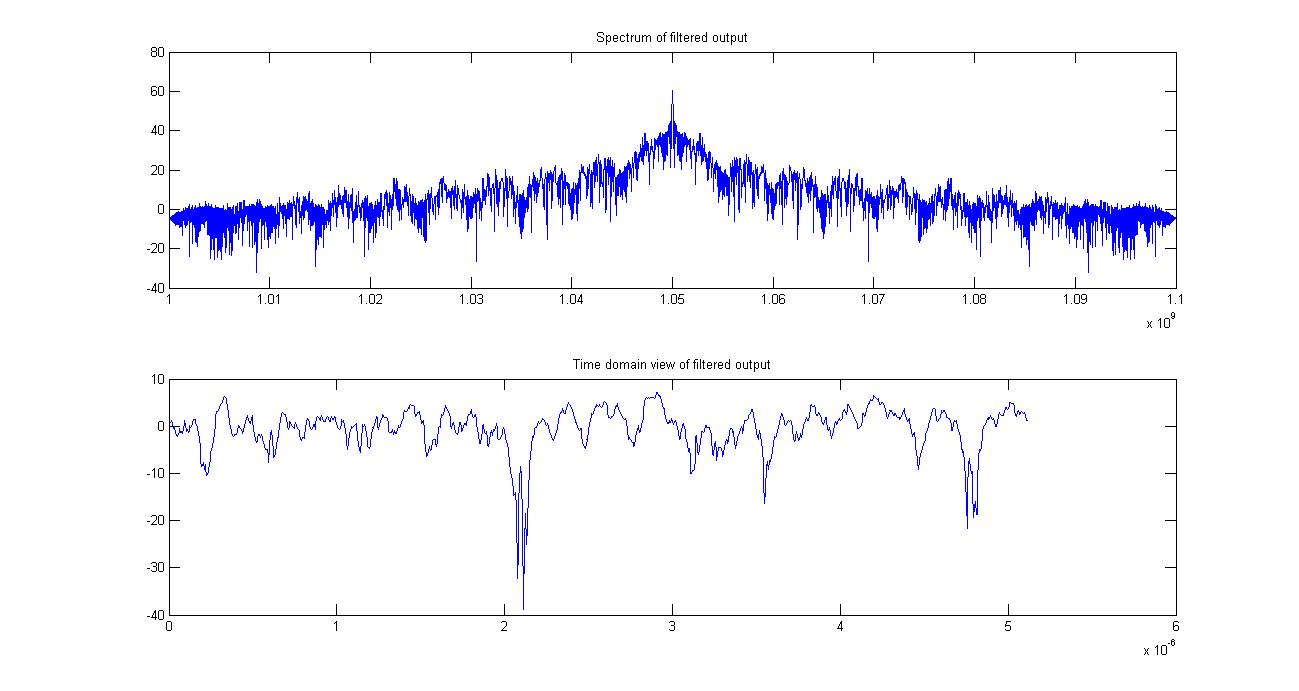 Spectrum of filtered output
80
60
40
20
0
-20
-40
1 1.01 1.02 1.03 1.04 1.05 1.06 1.07 1.08 1.09 1.1
x 10^9
Time domain view of filtered output
10
0
-10
-20
-30
-40
0 1 2 3 4 5 6
x 10^-6